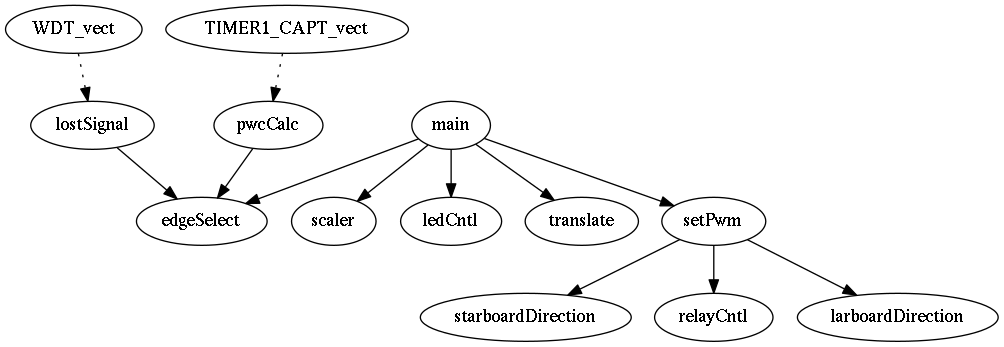 WDT_vect
TIMER1_CAPT_vect
lostSignal
pwcCalc
main
edgeSelect
scaler
ledCntl
translate
setPwm
starboardDirection
relayCntl
larboardDirection